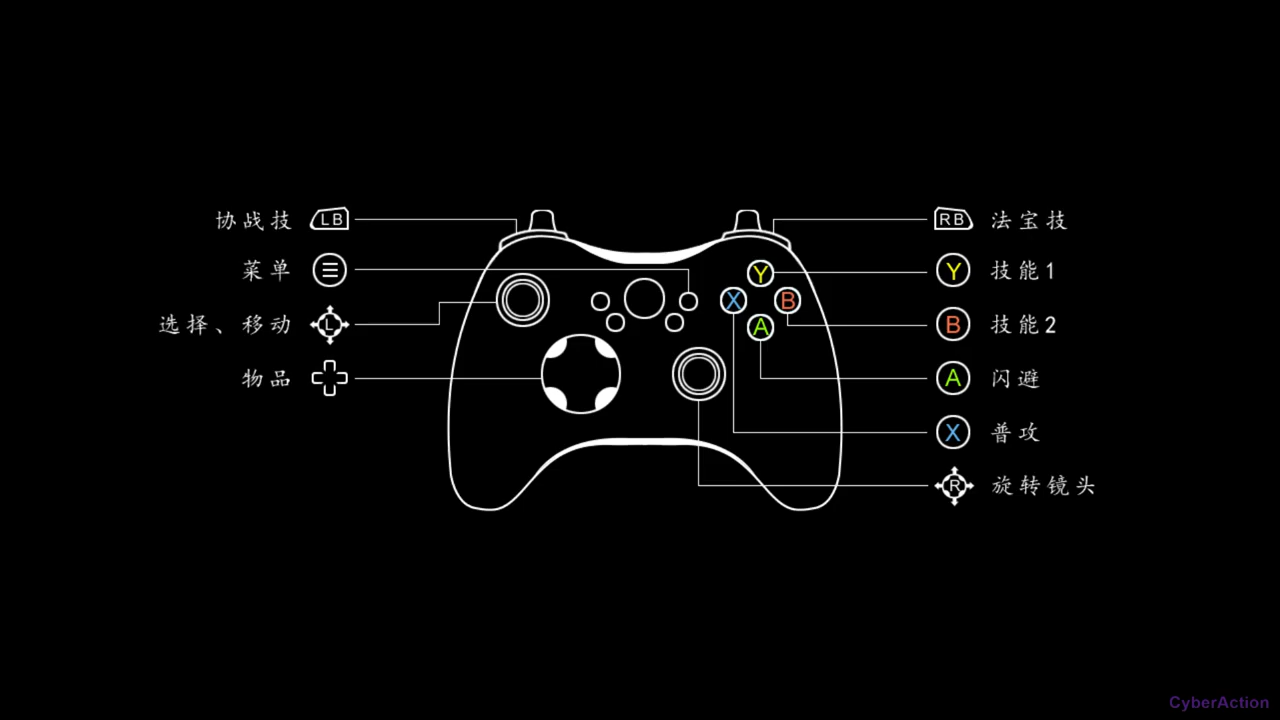 协战技 LB
菜单
选择、移动 L
物品
Y
X B
A
RB 法宝技
Y 技能1
B 技能2
A 闪避
X 普攻
R 旋转镜头
CyberAction